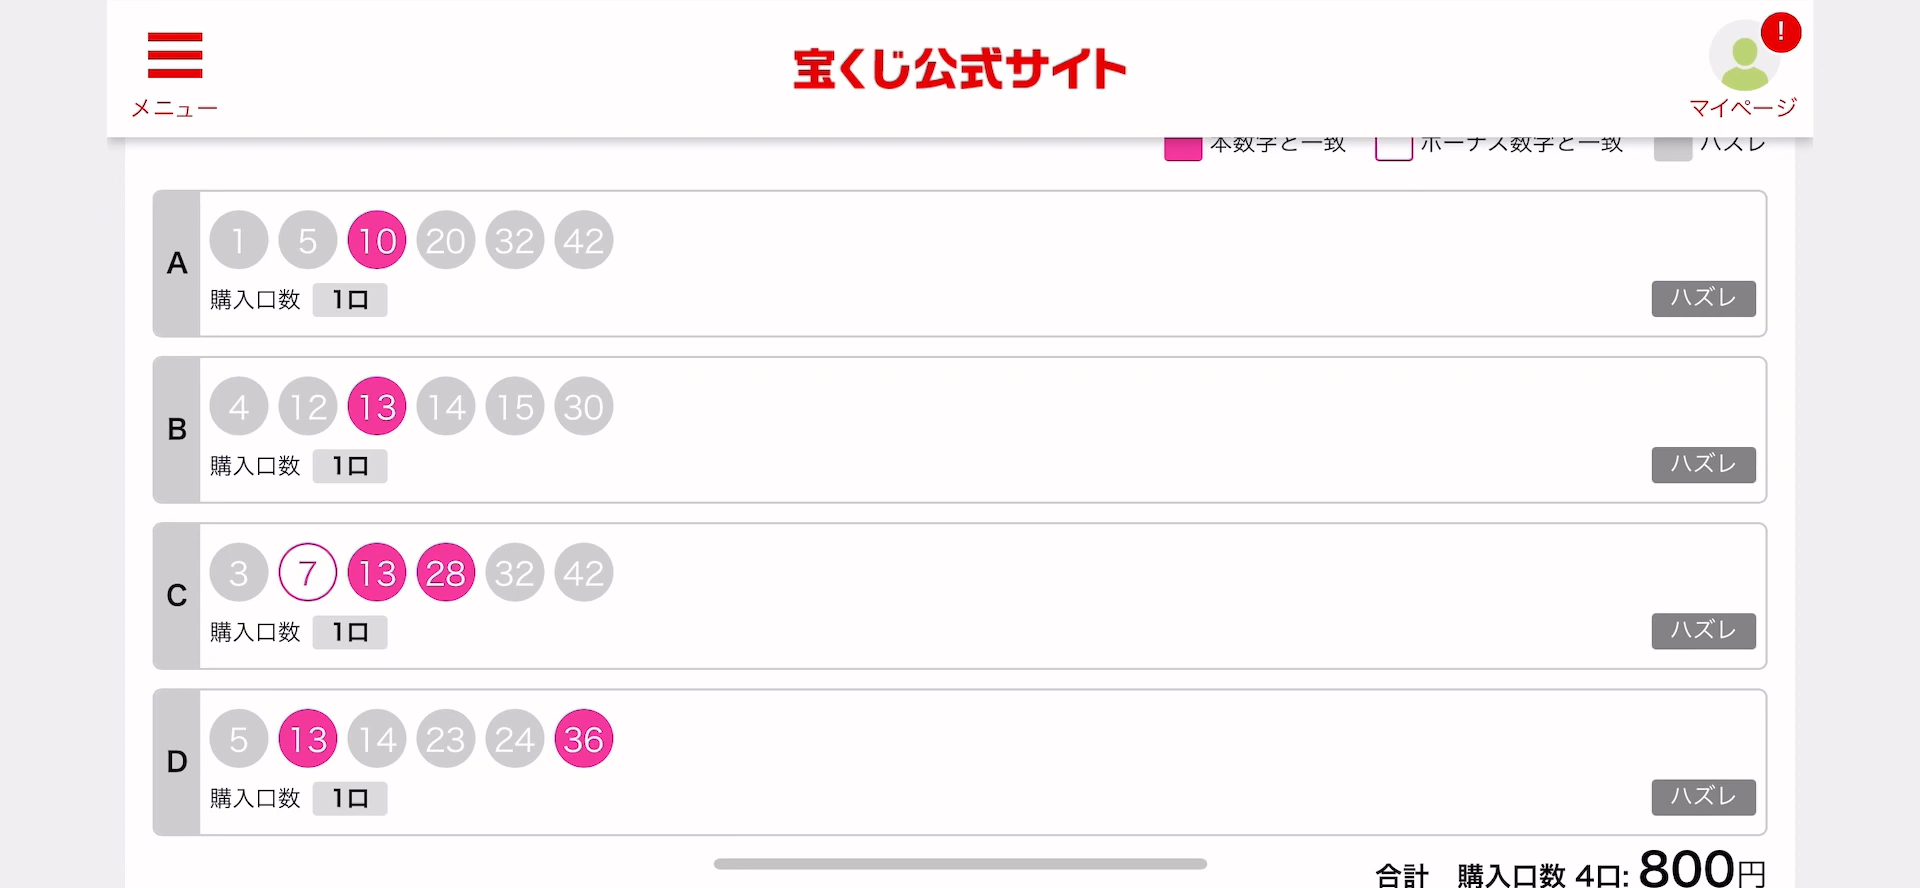 メニュー
宝くじ公式サイト
!
マイページ
本数字と一致 ボーナス数字と一致 ハズレ
A
1 5 10 20 32 42
購入口数 1口
ハズレ
B
4 12 13 14 15 30
購入口数 1口
ハズレ
C
3 7 13 28 32 42
購入口数 1口
ハズレ
D
5 13 14 23 24 36
購入口数 1口
ハズレ
合計 購入口数 4口: 800円